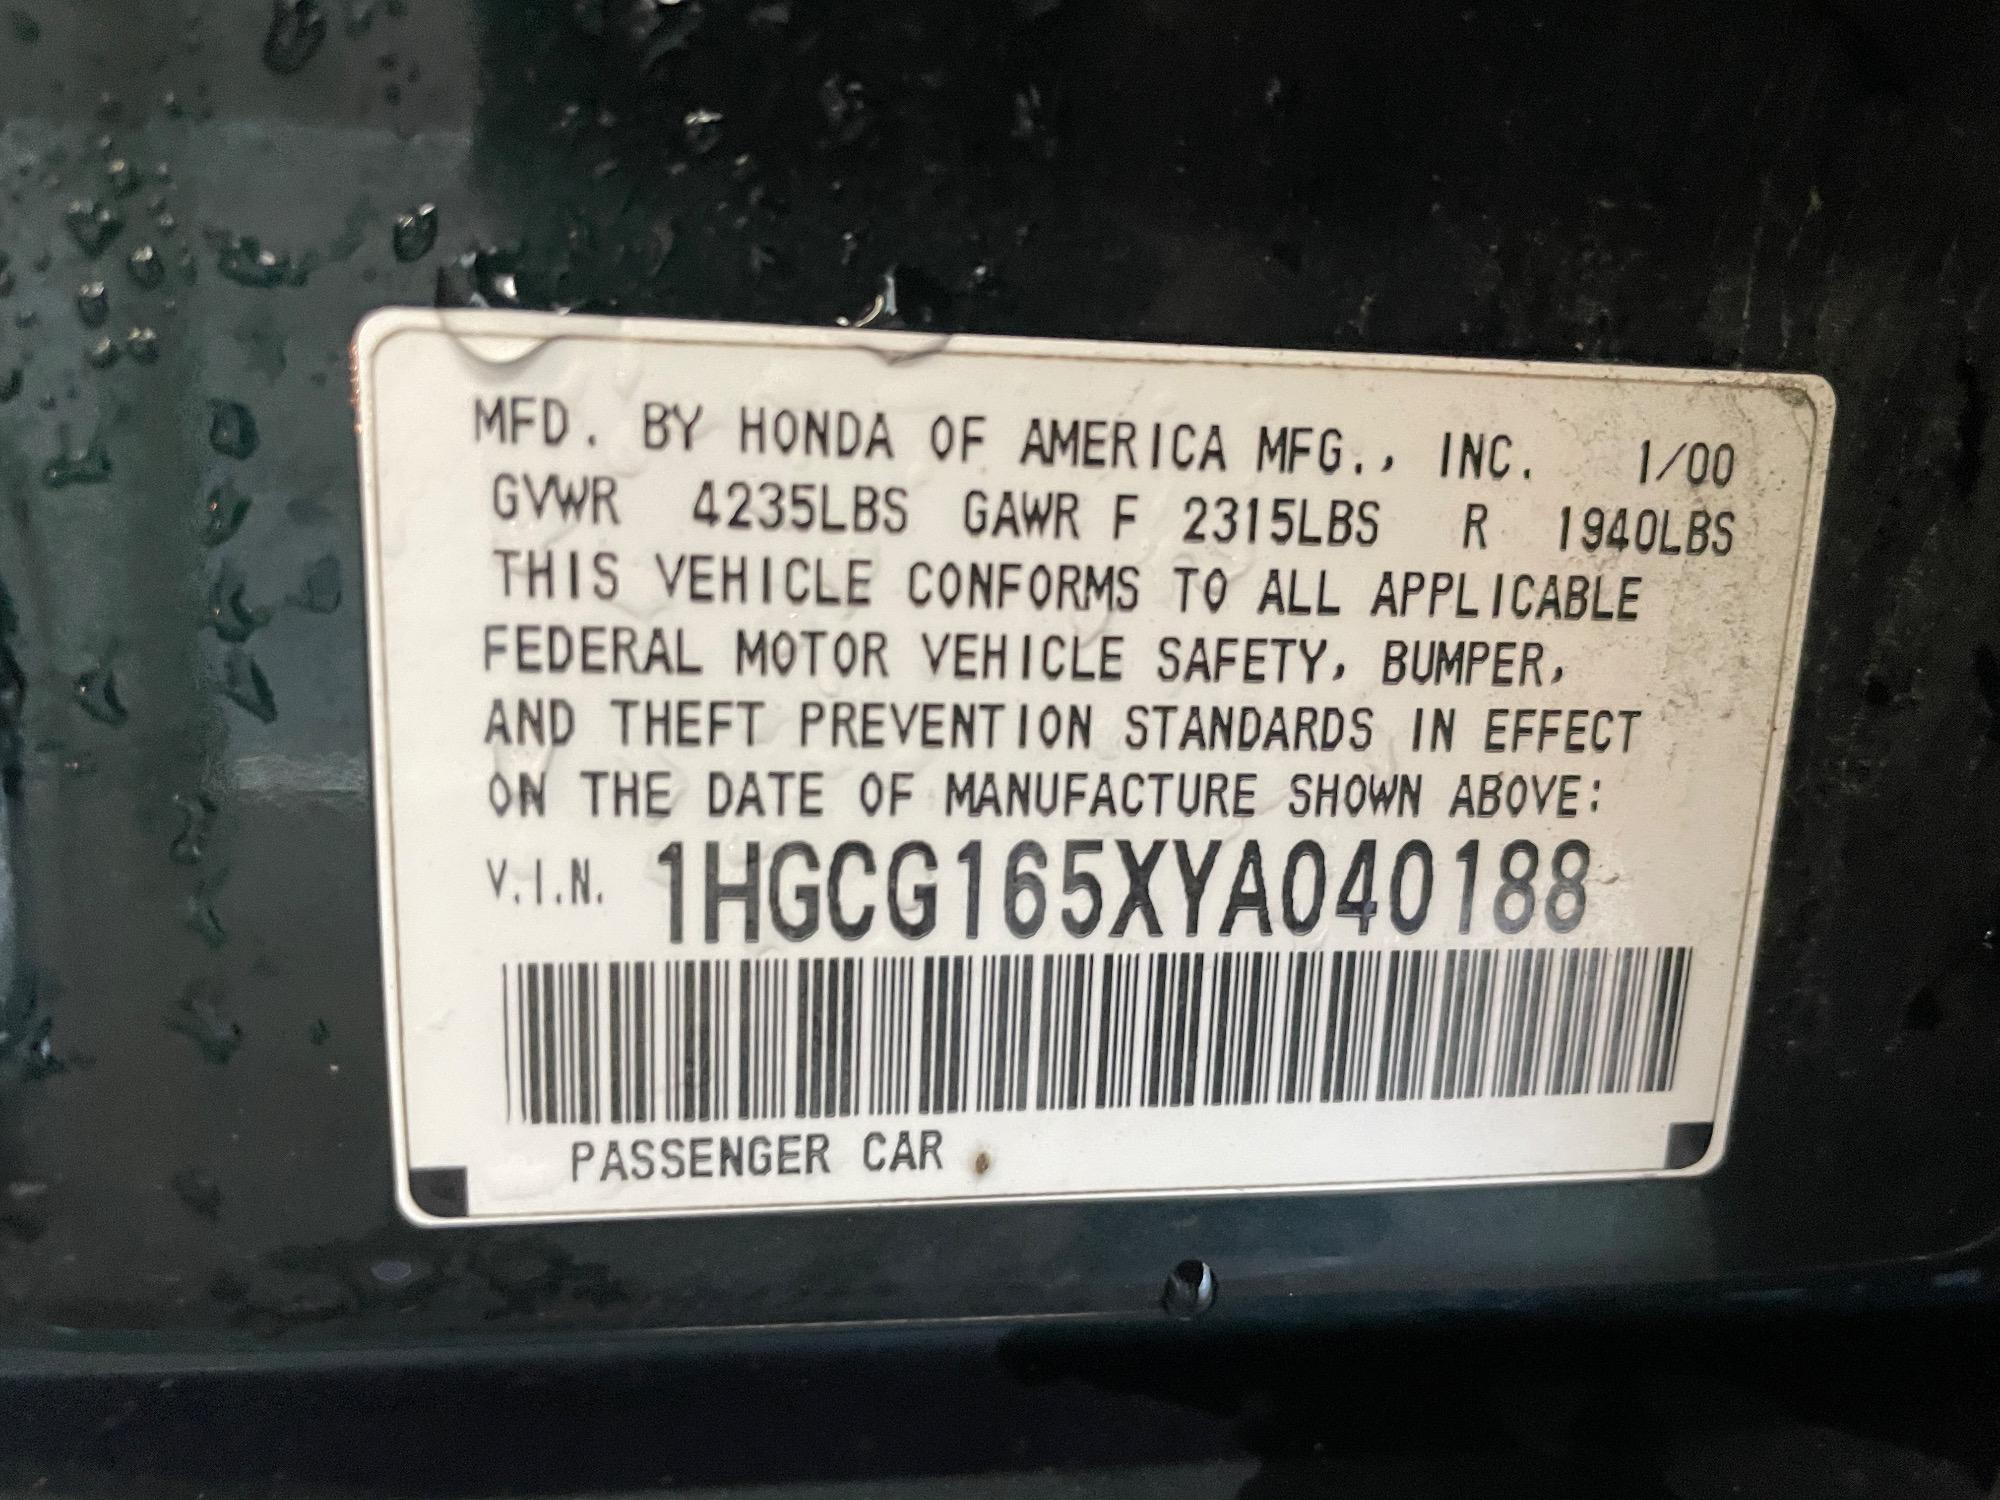 MFD. BY HONDA OF AMERICA MFG., INC. 1/00
GVWR 4235LBS GAWR F 2315LBS R 1940LBS
THIS VEHICLE CONFORMS TO ALL APPLICABLE
FEDERAL MOTOR VEHICLE SAFETY, BUMPER,
AND THEFT PREVENTION STANDARDS IN EFFECT
ON THE DATE OF MANUFACTURE SHOWN ABOVE:
V.I.N. 1HGCG165XYA040188
PASSENGER CAR